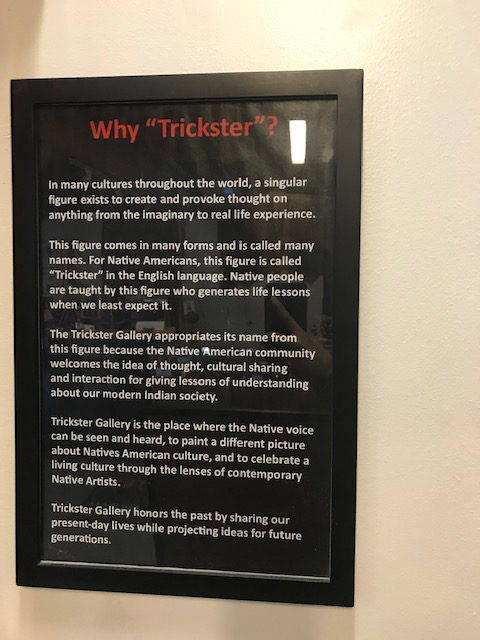 Why “Trickster”?
In many cultures throughout the world, a singular
figure exists to create and provoke thought on
anything from the imaginary to real life experience.
This figure comes in many forms and is called many
names. For Native Americans, this figure is called
“Trickster” in the English language. Native people
are taught by this figure who generates life lessons
when we least expect it.
The Trickster Gallery appropriates its name from
this figure because the Native American community
welcomes the idea of thought, cultural sharing
and interaction for giving lessons of understanding
about our modern Indian society.
Trickster Gallery is the place where the Native voice
can be seen and heard, to paint a different picture
about Natives American culture, and to celebrate a
living culture through the lenses of contemporary
Native Artists.
Trickster Gallery honors the past by sharing our
present-day lives while projecting ideas for future
generations.